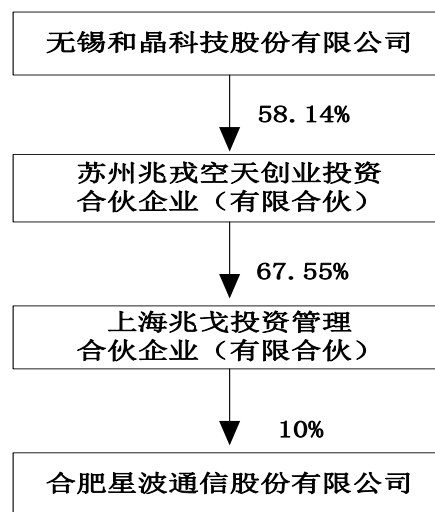 无锡和晶科技股份有限公司
58.14%
苏州兆戎空天创业投资
合伙企业（有限合伙）
67.55%
上海兆戈投资管理
合伙企业（有限合伙）
10%
合肥星波通信股份有限公司